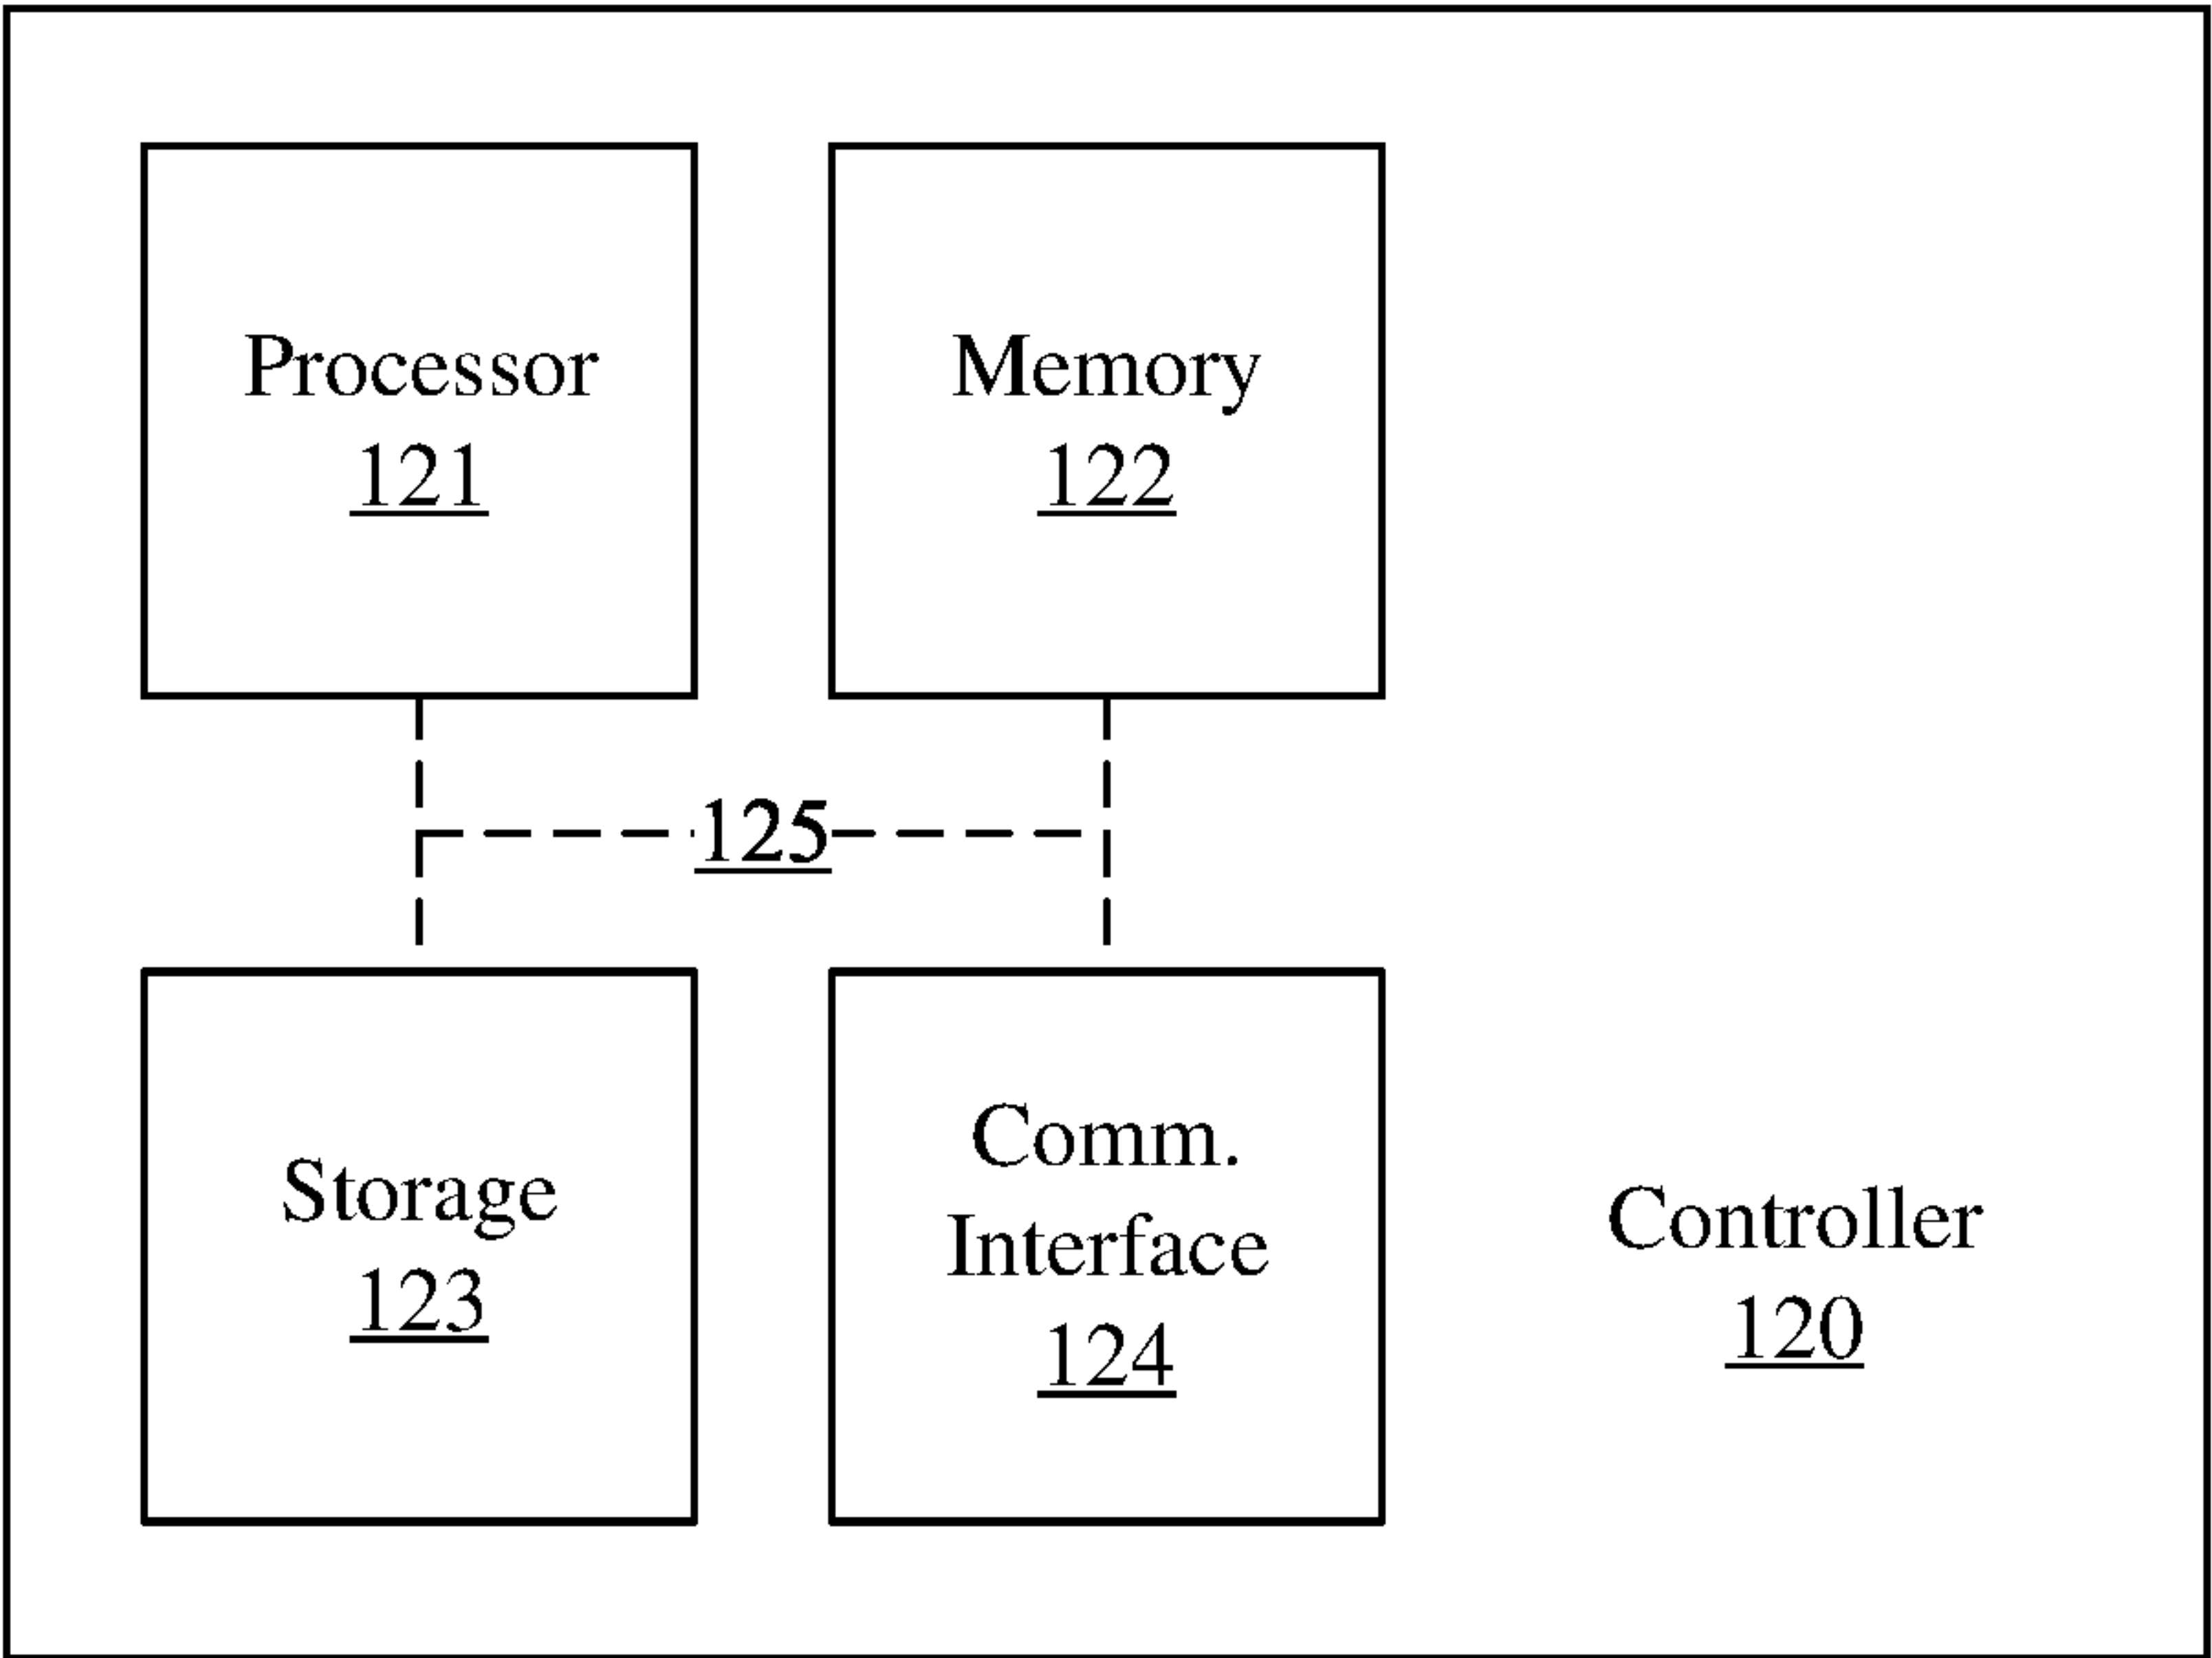 Processor
121
Memory
122
125
Storage
123
Comm.
Interface
124
Controller
120